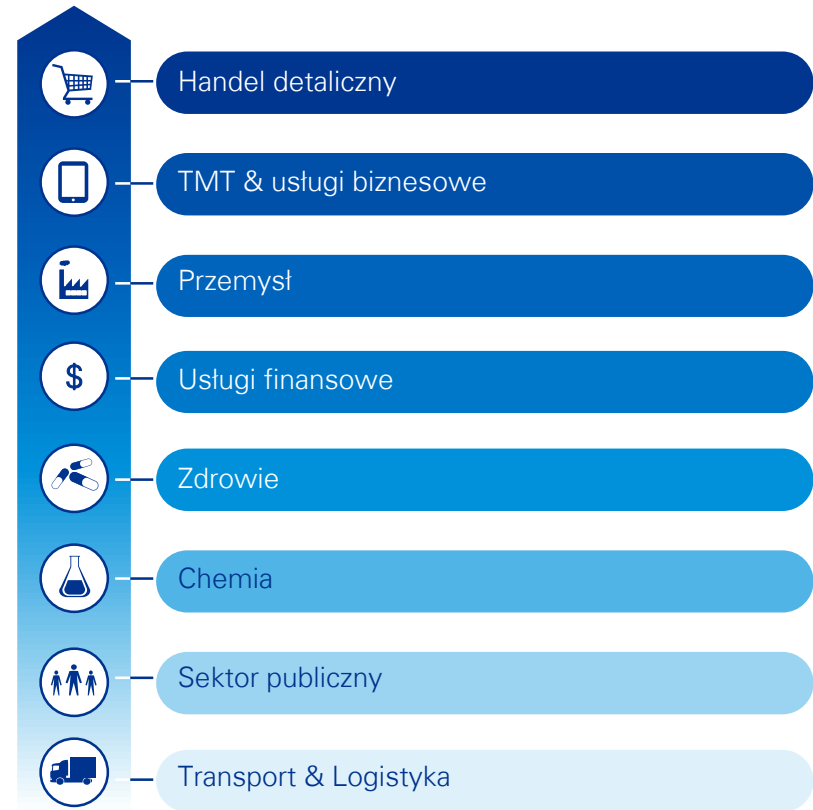 Handel detaliczny
TMT & usługi biznesowe
Przemysł
$
Usługi finansowe
Zdrowie
Chemia
Sektor publiczny
Transport & Logistyka